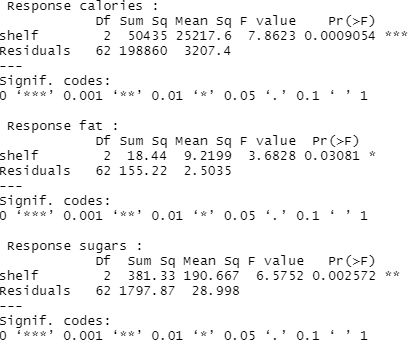 Response calories :
Df Sum Sq Mean Sq F value Pr(>F)
shelf 2 50435 25217.6 7.8623 0.0009054 ***
Residuals 62 198860 3207.4
---
Signif. codes:
0 ‘***’ 0.001 ‘**’ 0.01 ‘*’ 0.05 ‘.’ 0.1 ‘ ’ 1
Response fat :
Df Sum Sq Mean Sq F value Pr(>F)
shelf 2 18.44 9.2199 3.6828 0.03081 *
Residuals 62 155.22 2.5035
---
Signif. codes:
0 ‘***’ 0.001 ‘**’ 0.01 ‘*’ 0.05 ‘.’ 0.1 ‘ ’ 1
Response sugars :
Df Sum Sq Mean Sq F value Pr(>F)
shelf 2 381.33 190.667 6.5752 0.002572 **
Residuals 62 1797.87 28.998
---
Signif. codes:
0 ‘***’ 0.001 ‘**’ 0.01 ‘*’ 0.05 ‘.’ 0.1 ‘ ’ 1